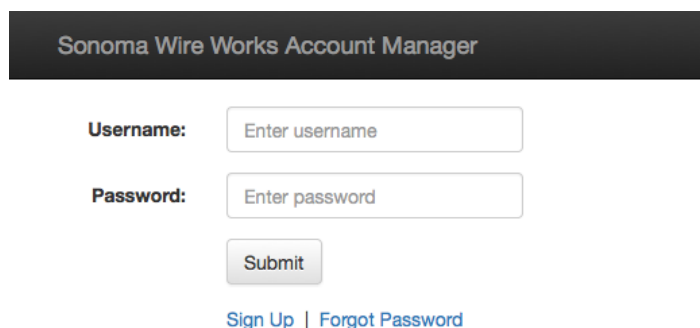 Sonoma Wire Works Account Manager
Username: Enter username
Password: Enter password
Submit
Sign Up | Forgot Password